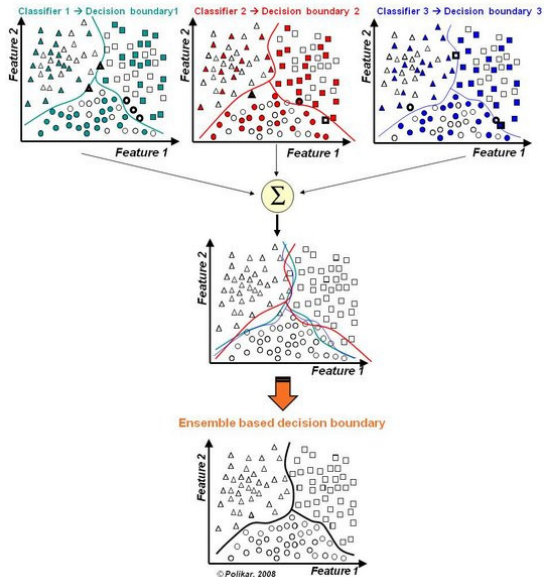 Classifier 1 → Decision boundary1
Classifier 2 → Decision boundary 2
Classifier 3 → Decision boundary 3
Feature 2
Feature 1
Feature 2
Feature 1
Feature 2
Feature 1
Σ
Feature 2
Feature 1
Ensemble based decision boundary
Feature 2
Feature 1
© Polikar, 2008